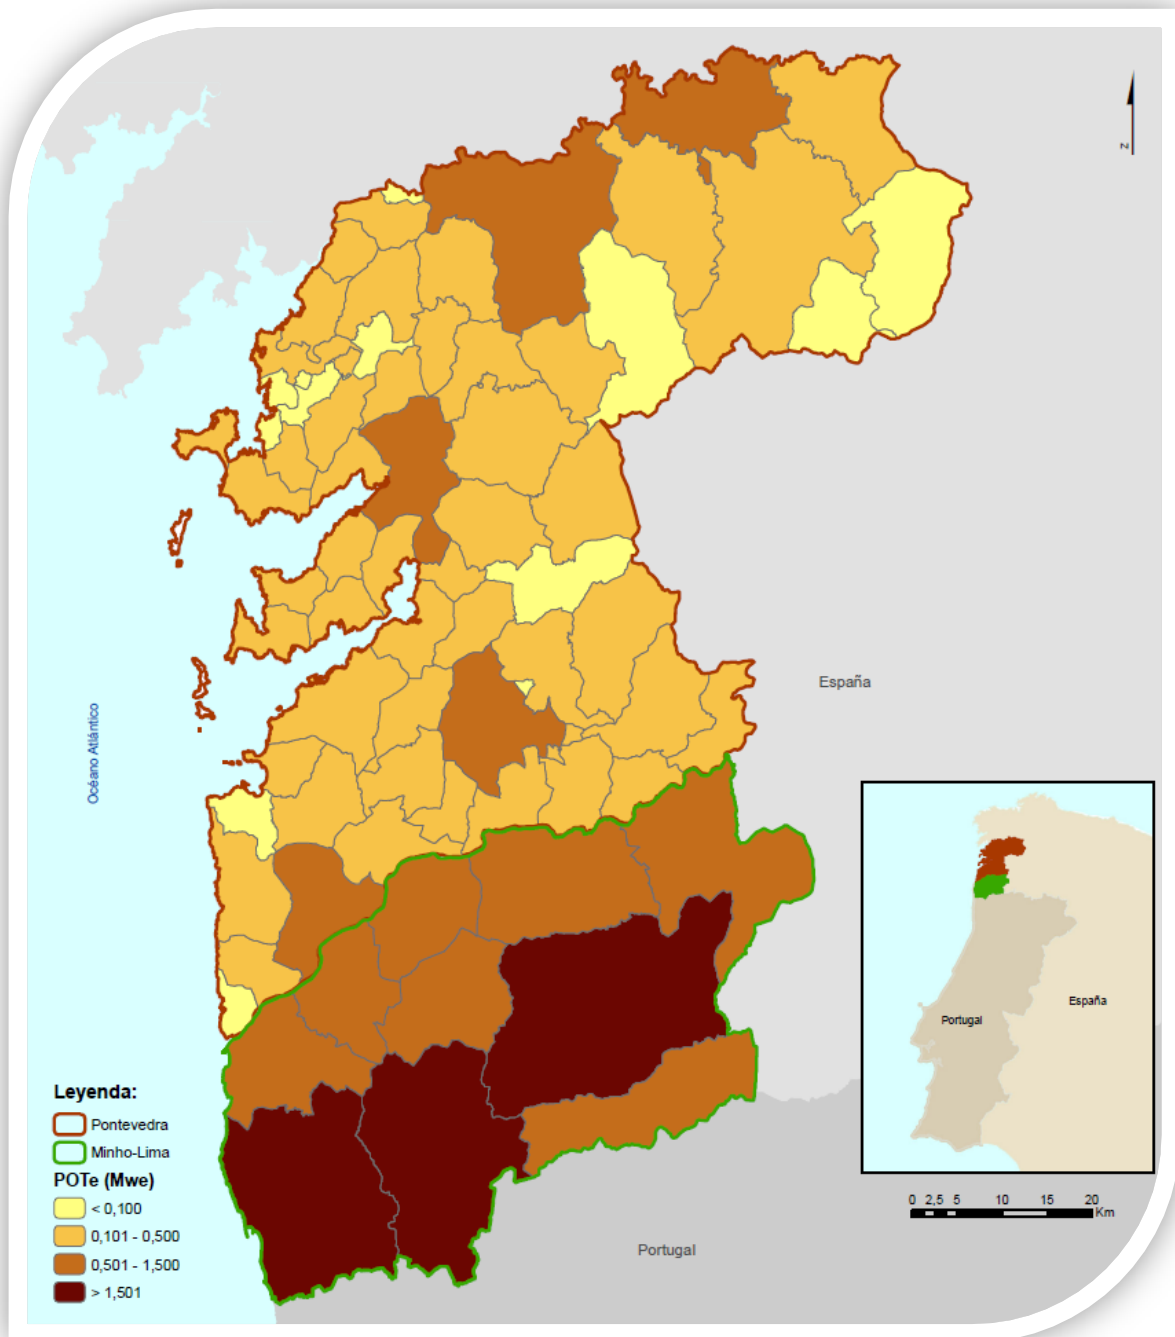 N
España
Océano Atlántico
España
Portugal
Leyenda:
Pontevedra
Minho-Lima
POTe (Mwe)
< 0,100
0,101 - 0,500
0,501 - 1,500
> 1,501
0 2,5 5 10 15 20
Km
Portugal